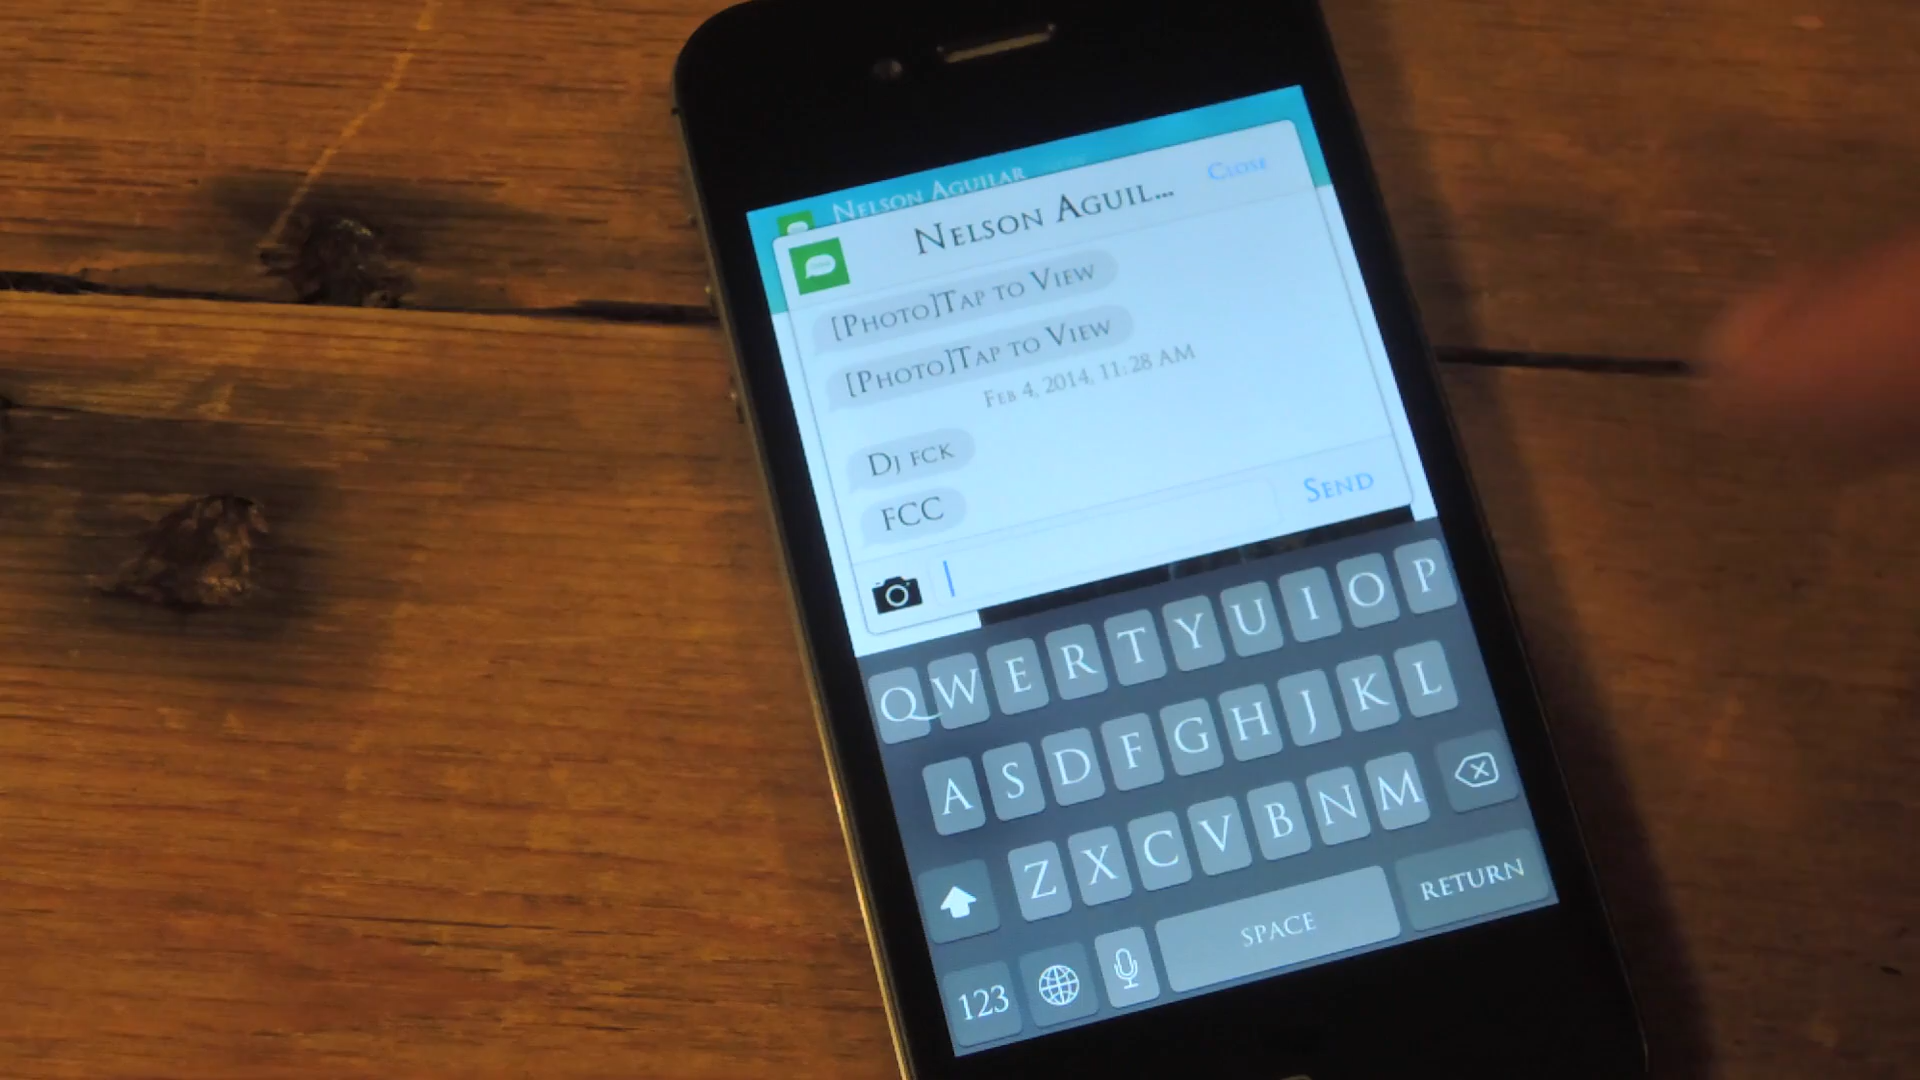 Nelson Aguilar
Nelson Aguil...
Close
[Photo]Tap to View
[Photo]Tap to View
Feb 4, 2014, 11:28 AM
Dj fck
FCC
Send
Q W E R T Y U I O P
A S D F G H J K L
Z X C V B N M
123
space
return